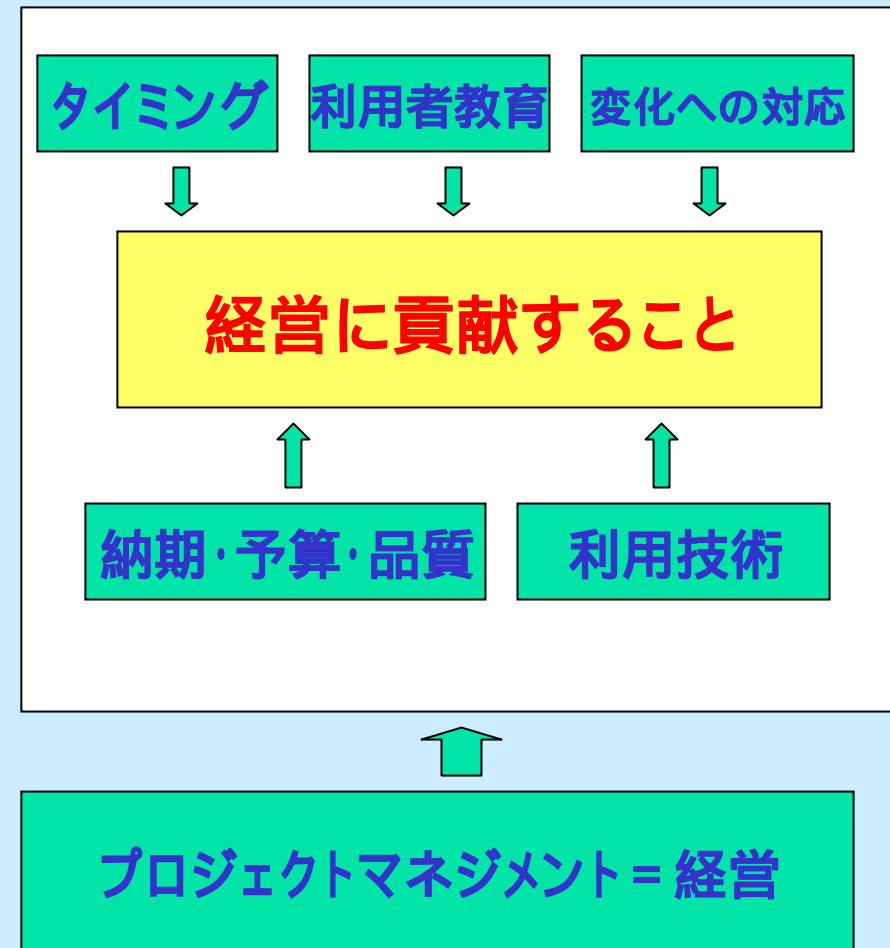 タイミング
利用者教育
変化への対応
経営に貢献すること
納期・予算・品質
利用技術
プロジェクトマネジメント=経営